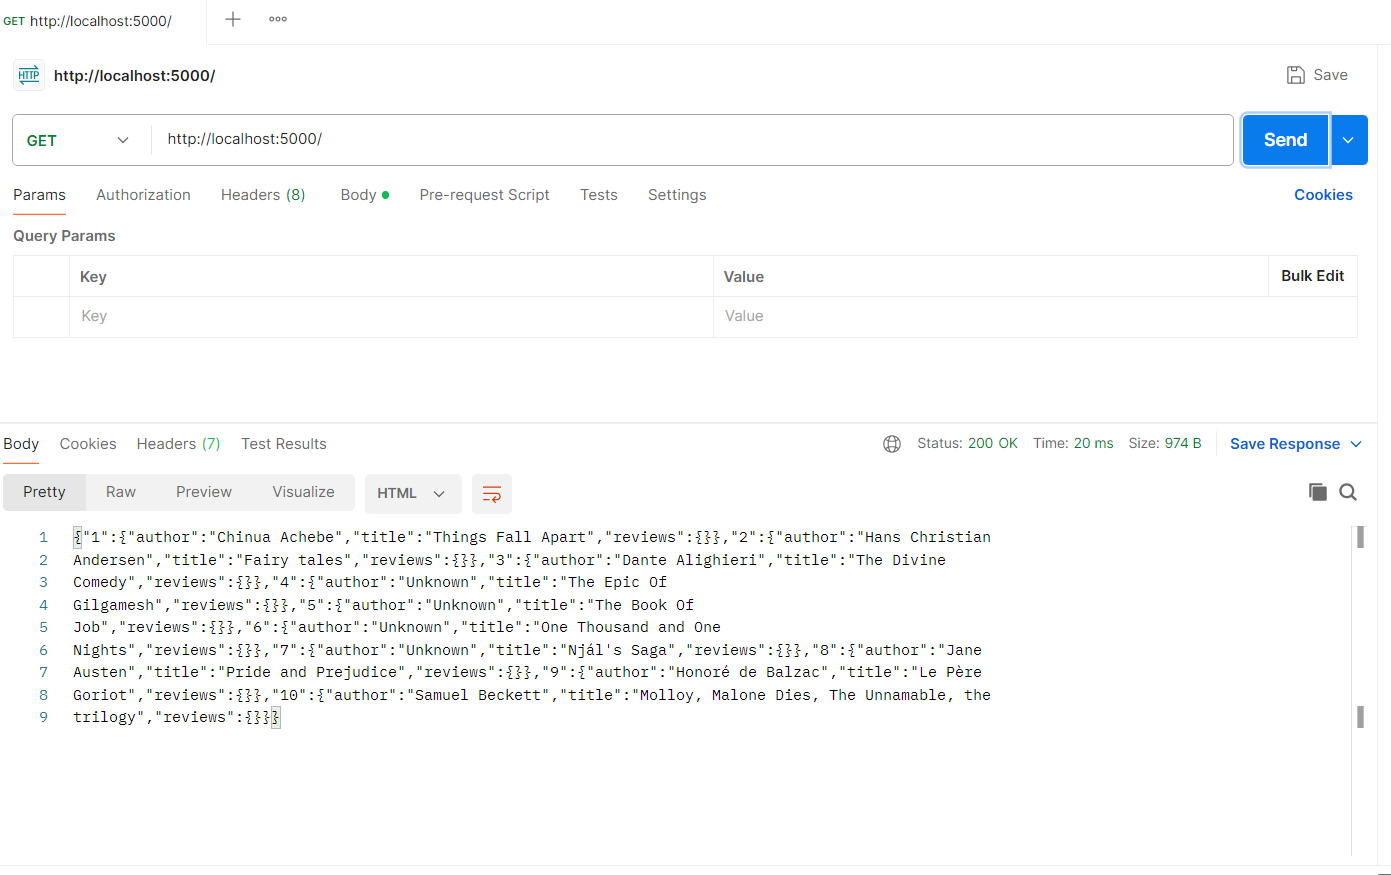 GET http://localhost:5000/
HTTP http://localhost:5000/ Save
GET http://localhost:5000/ Send
Params Authorization Headers (8) Body Pre-request Script Tests Settings Cookies
Query Params
Key Value Bulk Edit
Key Value
Body Cookies Headers (7) Test Results Status: 200 OK Time: 20 ms Size: 974 B Save Response
Pretty Raw Preview Visualize HTML
1 {"1":{"author":"Chinua Achebe","title":"Things Fall Apart","reviews":{}},"2":{"author":"Hans Christian
2 Andersen","title":"Fairy tales","reviews":{}},"3":{"author":"Dante Alighieri","title":"The Divine
3 Comedy","reviews":{}},"4":{"author":"Unknown","title":"The Epic Of
4 Gilgamesh","reviews":{}},"5":{"author":"Unknown","title":"The Book Of
5 Job","reviews":{}},"6":{"author":"Unknown","title":"One Thousand and One
6 Nights","reviews":{}},"7":{"author":"Unknown","title":"Njál's Saga","reviews":{}},"8":{"author":"Jane
7 Austen","title":"Pride and Prejudice","reviews":{}},"9":{"author":"Honoré de Balzac","title":"Le Père
8 Goriot","reviews":{}},"10":{"author":"Samuel Beckett","title":"Molloy, Malone Dies, The Unnamable, the
9 trilogy","reviews":{}}}